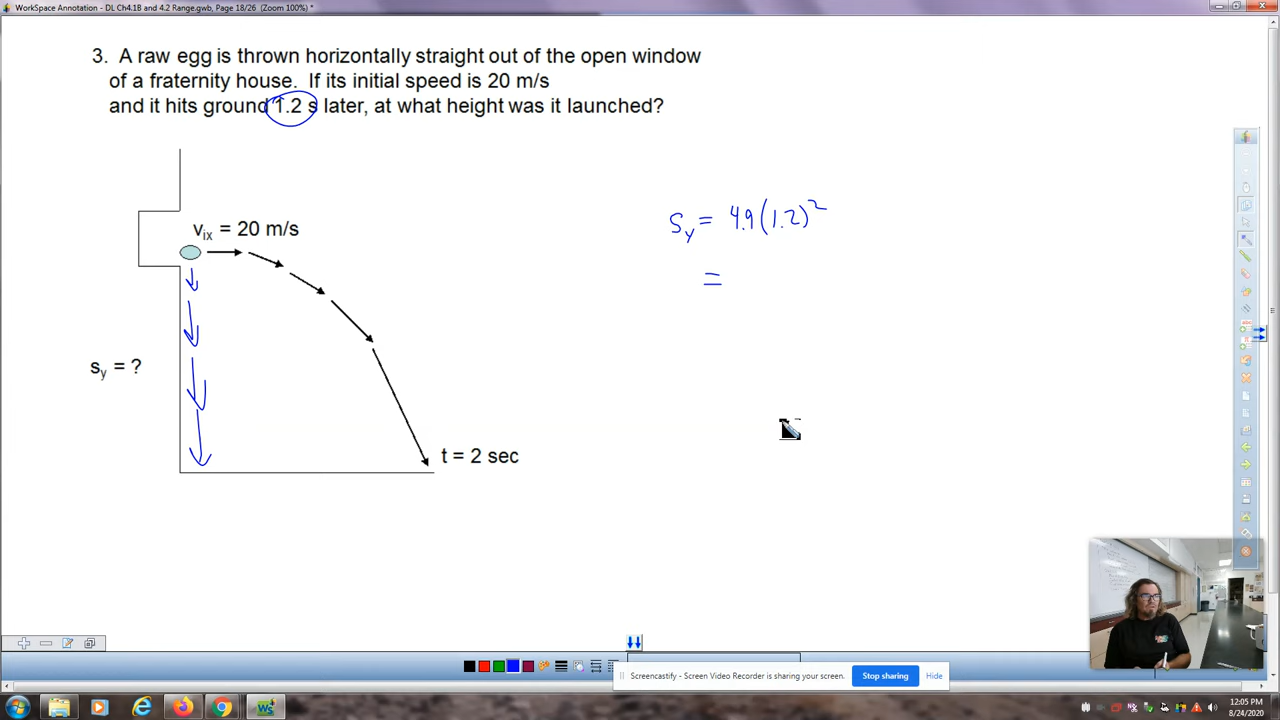 WorkSpace Annotation - DL Ch4.1B and 4.2 Range.gwb, Page 18/26 (Zoom 100%) *
3. A raw egg is thrown horizontally straight out of the open window
of a fraternity house. If its initial speed is 20 m/s
and it hits ground 1.2 s later, at what height was it launched?
vix = 20 m/s
sy = 4.9(1.2)²
=
sy = ?
t = 2 sec
Screencastify - Screen Video Recorder is sharing your screen.
Stop sharing
Hide
12:05 PM
8/24/2020